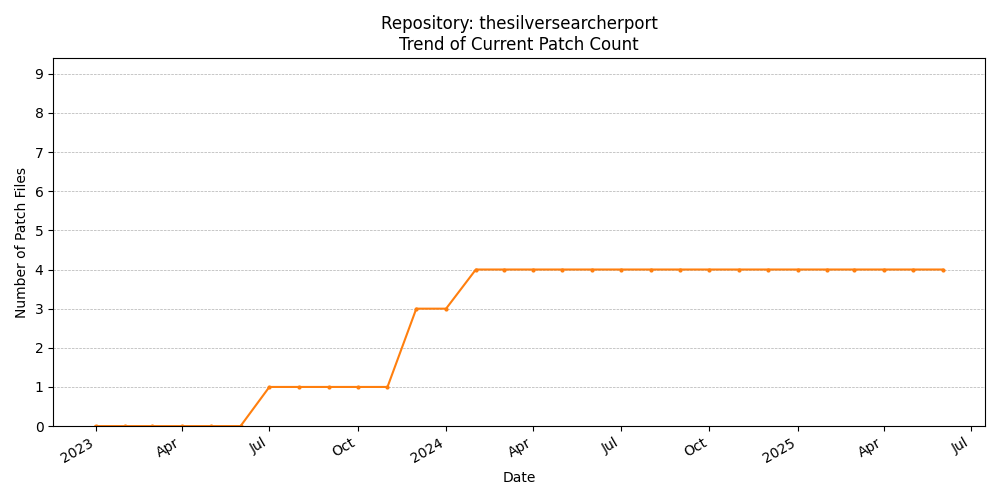 Repository: thesilversearcherport
Trend of Current Patch Count
Number of Patch Files
9
8
7
6
5
4
3
2
1
0
2023 Apr Jul Oct 2024 Apr Jul Oct 2025 Apr Jul
Date